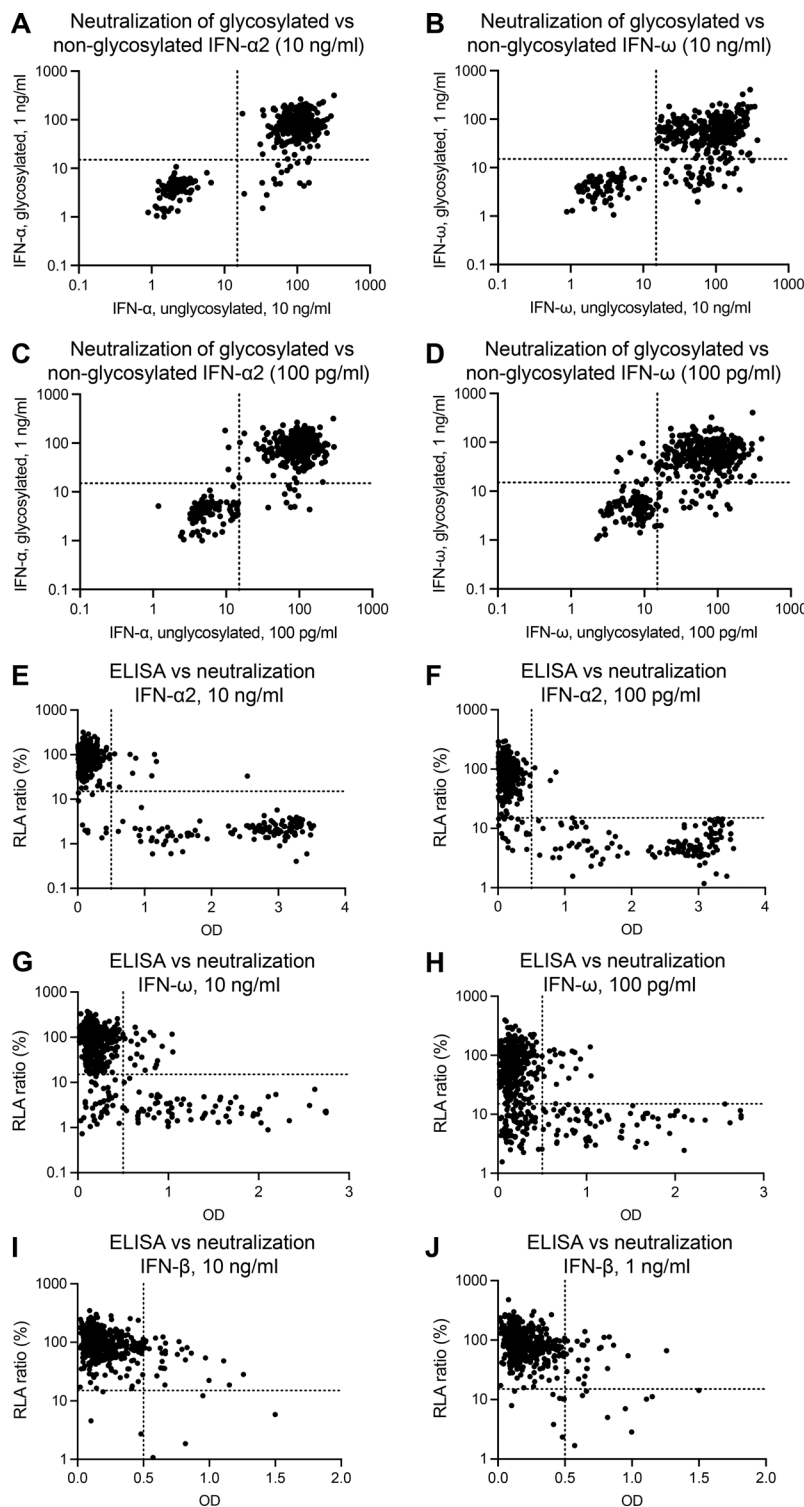 A
Neutralization of glycosylated vs
non-glycosylated IFN-α2 (10 ng/ml)
IFN-α, glycosylated, 1 ng/ml
1000
100
10
1
0.1
0.1 1 10 100 1000
IFN-α, unglycosylated, 10 ng/ml
B
Neutralization of glycosylated vs
non-glycosylated IFN-ω (10 ng/ml)
IFN-ω, glycosylated, 1 ng/ml
1000
100
10
1
0.1
0.1 1 10 100 1000
IFN-ω, unglycosylated, 10 ng/ml
C
Neutralization of glycosylated vs
non-glycosylated IFN-α2 (100 pg/ml)
IFN-α, glycosylated, 1 ng/ml
1000
100
10
1
0.1
0.1 1 10 100 1000
IFN-α, unglycosylated, 100 pg/ml
D
Neutralization of glycosylated vs
non-glycosylated IFN-ω (100 pg/ml)
IFN-ω, glycosylated, 1 ng/ml
1000
100
10
1
0.1
0.1 1 10 100 1000
IFN-ω, unglycosylated, 100 pg/ml
E
ELISA vs neutralization
IFN-α2, 10 ng/ml
RLA ratio (%)
1000
100
10
1
0.1
0 1 2 3 4
OD
F
ELISA vs neutralization
IFN-α2, 100 pg/ml
RLA ratio (%)
1000
100
10
1
0 1 2 3 4
OD
G
ELISA vs neutralization
IFN-ω, 10 ng/ml
RLA ratio (%)
1000
100
10
1
0.1
0 1 2 3
OD
H
ELISA vs neutralization
IFN-ω, 100 pg/ml
RLA ratio (%)
1000
100
10
1
0 1 2 3
OD
I
ELISA vs neutralization
IFN-β, 10 ng/ml
RLA ratio (%)
1000
100
10
1
0 0.5 1.0 1.5 2.0
OD
J
ELISA vs neutralization
IFN-β, 1 ng/ml
RLA ratio (%)
1000
100
10
1
0.0 0.5 1.0 1.5 2.0
OD